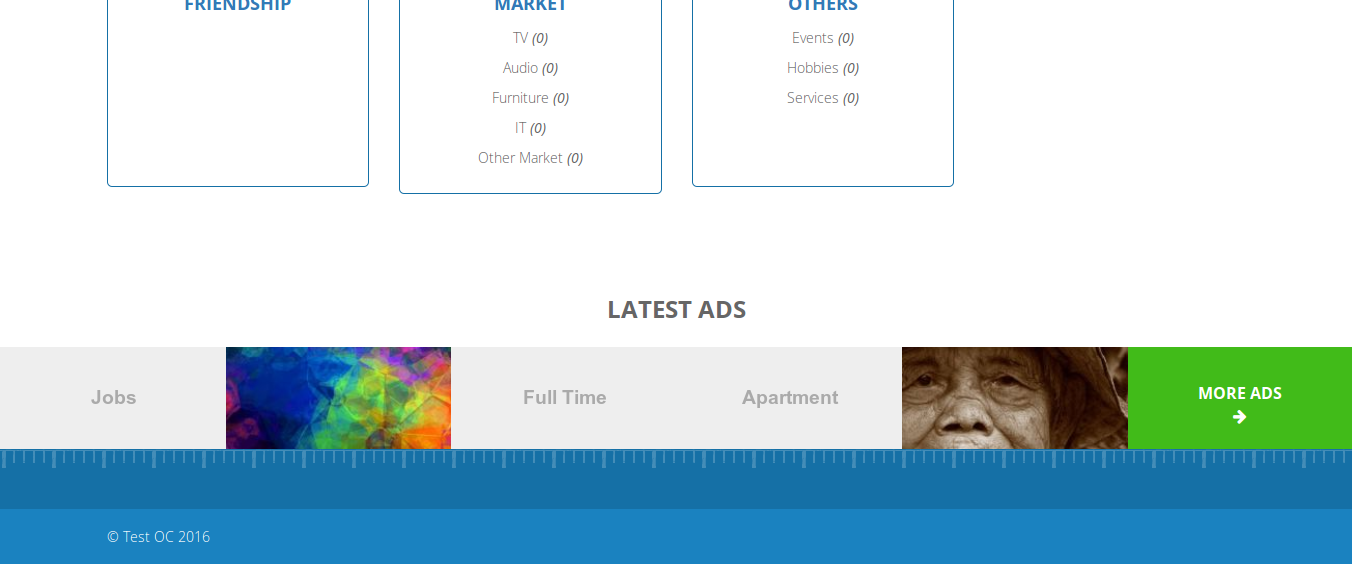 FRIENDSHIP
MARKET
TV (0)
Audio (0)
Furniture (0)
IT (0)
Other Market (0)
OTHERS
Events (0)
Hobbies (0)
Services (0)
LATEST ADS
Jobs
Full Time
Apartment
MORE ADS
© Test OC 2016